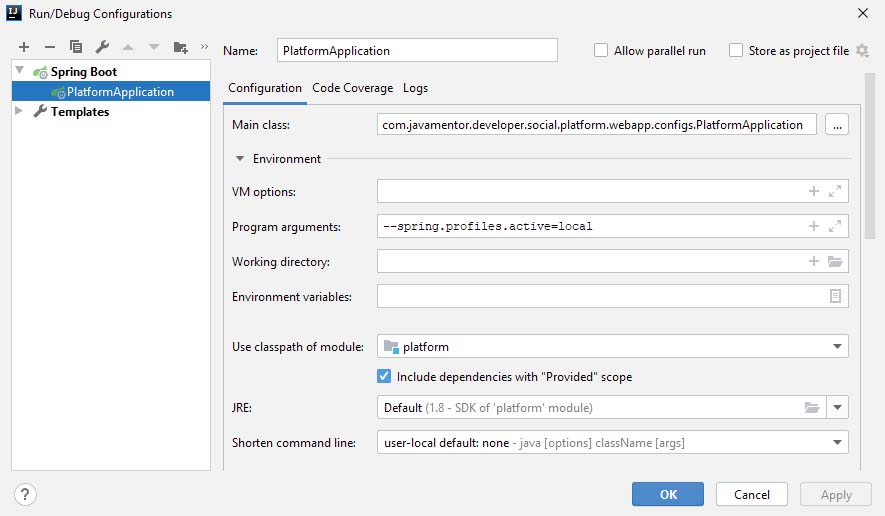 Run/Debug Configurations
Name: PlatformApplication Allow parallel run Store as project file
Spring Boot
PlatformApplication
Templates
Configuration Code Coverage Logs
Main class: com.javamentor.developer.social.platform.webapp.configs.PlatformApplication ...
Environment
VM options:
Program arguments: --spring.profiles.active=local
Working directory:
Environment variables:
Use classpath of module: platform
Include dependencies with "Provided" scope
JRE: Default (1.8 - SDK of 'platform' module)
Shorten command line: user-local default: none - java [options] className [args]
? OK Cancel Apply